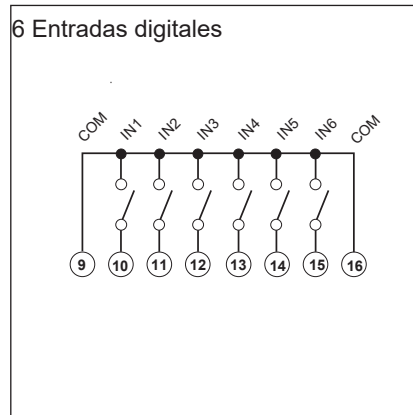 6 Entradas digitales
COM IN1 IN2 IN3 IN4 IN5 IN6 COM
9 10 11 12 13 14 15 16